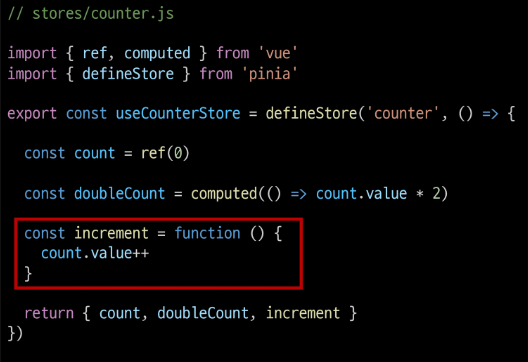 // stores/counter.js
import { ref, computed } from 'vue'
import { defineStore } from 'pinia'
export const useCounterStore = defineStore('counter', () => {
const count = ref(0)
const doubleCount = computed(() => count.value * 2)
const increment = function () {
count.value++
}
return { count, doubleCount, increment }
})